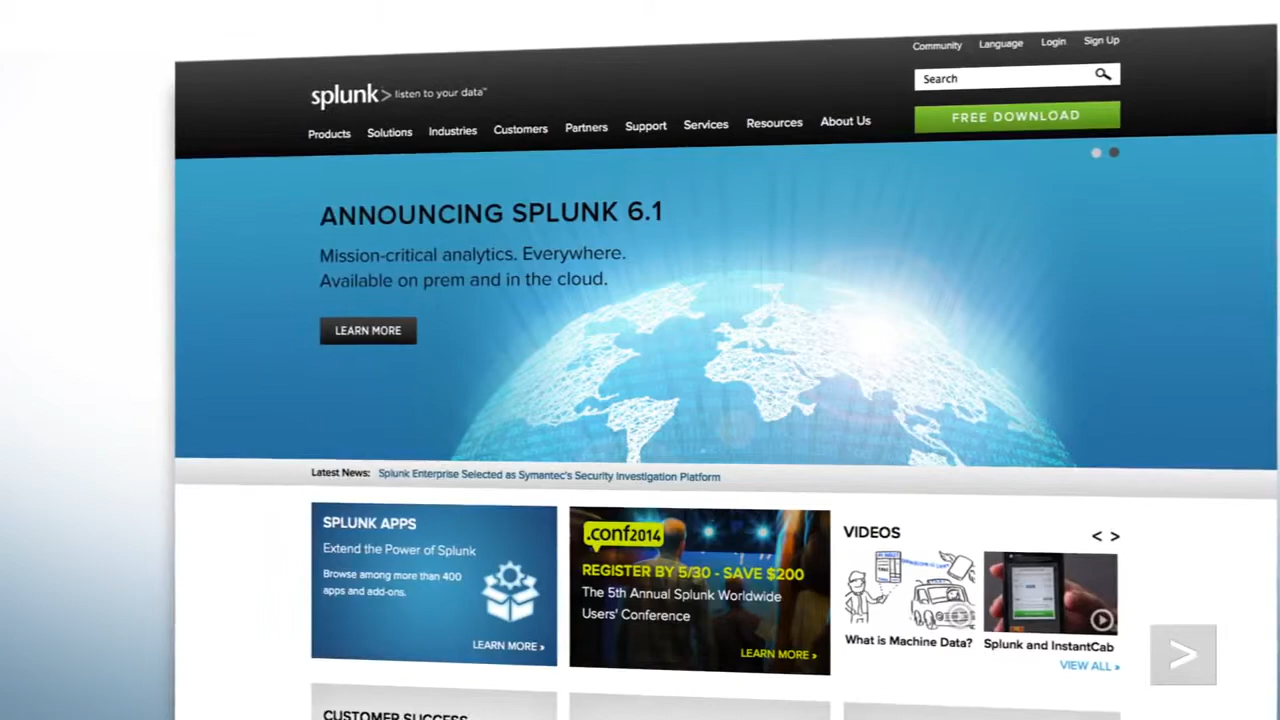 Community Language Login Sign Up
splunk> listen to your data™
Search
Products Solutions Industries Customers Partners Support Services Resources About Us
FREE DOWNLOAD
ANNOUNCING SPLUNK 6.1
Mission-critical analytics. Everywhere.
Available on prem and in the cloud.
LEARN MORE
Latest News: Splunk Enterprise Selected as Symantec's Security Investigation Platform
SPLUNK APPS
Extend the Power of Splunk
Browse among more than 400
apps and add-ons.
LEARN MORE »
.conf2014
REGISTER BY 5/30 - SAVE $200
The 5th Annual Splunk Worldwide
Users' Conference
LEARN MORE »
VIDEOS < >
What is Machine Data?
Splunk and InstantCab
VIEW ALL »
CUSTOMER SUCCESS
>